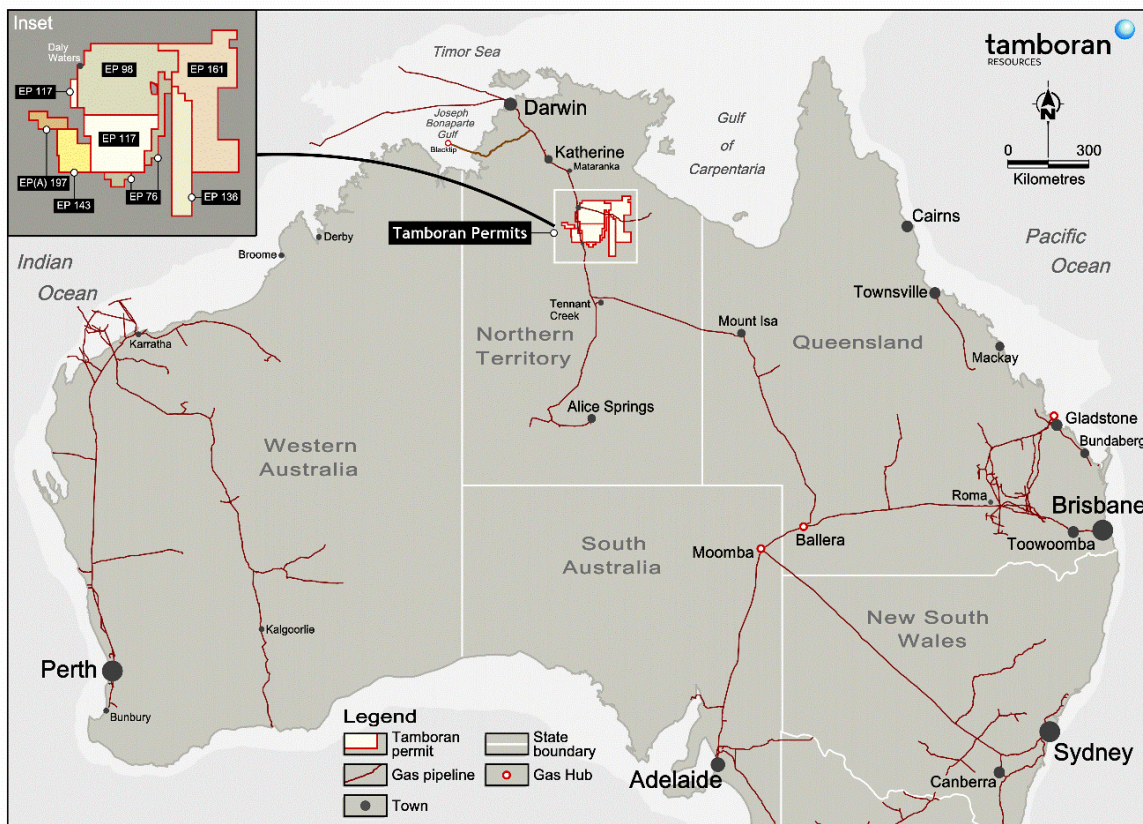 Inset
Daly
Waters
EP 98
EP 161
EP 117
EP 117
EP(A) 197
EP 143
EP 76
EP 136
tamboran
RESOURCES
N
0
300
Kilometres
Timor Sea
Darwin
Joseph
Bonaparte
Gulf
Blacktip
Katherine
Mataranka
Gulf
of
Carpentaria
Tamboran Permits
Cairns
Pacific
Ocean
Derby
Broome
Indian
Ocean
Townsville
Tennant
Creek
Mount Isa
Northern
Territory
Queensland
Karratha
Mackay
Alice Springs
Gladstone
Bundaberg
Western
Australia
Roma
Brisbane
Toowoomba
Ballera
Moomba
South
Australia
New South
Wales
Kalgoorlie
Perth
Bunbury
Sydney
Canberra
Adelaide
Legend
Tamboran
permit
State
boundary
Gas pipeline
Gas Hub
Town